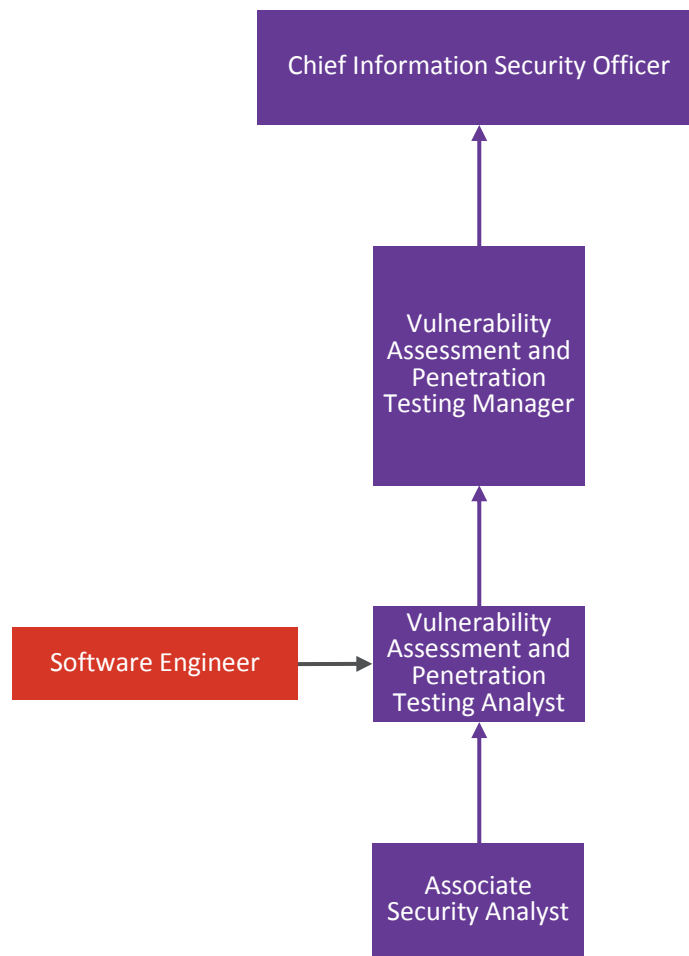 Chief Information Security Officer
Vulnerability
Assessment and
Penetration
Testing Manager
Software Engineer
Vulnerability
Assessment and
Penetration
Testing Analyst
Associate
Security Analyst